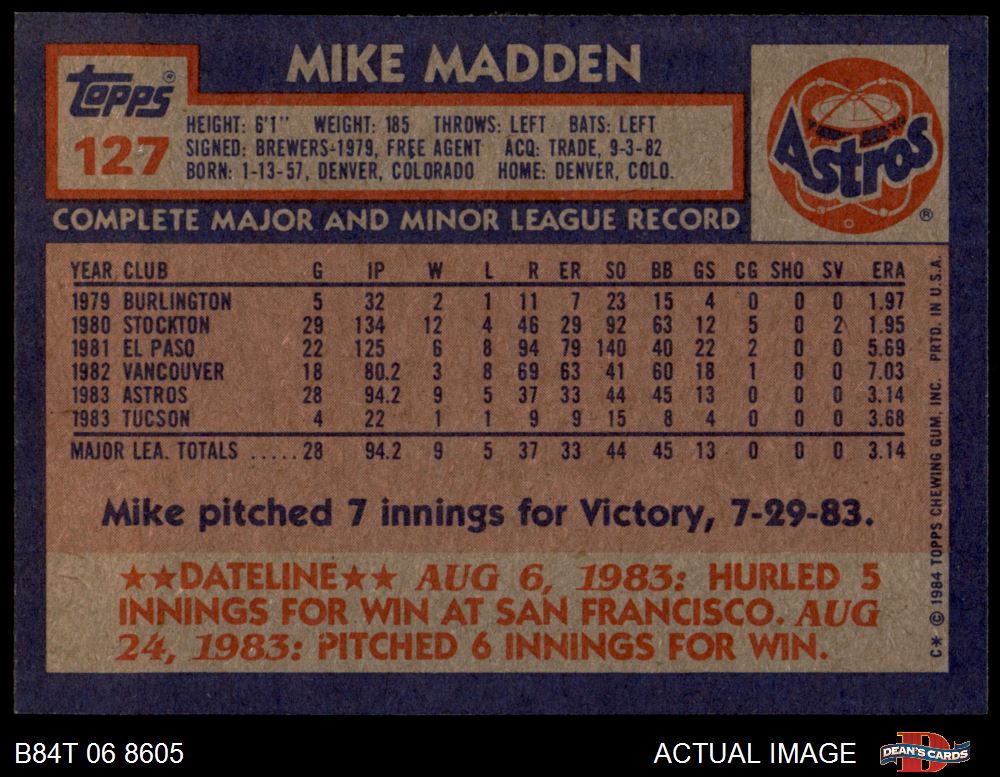 MIKE MADDEN
Topps ®
127
HEIGHT: 6'1" WEIGHT: 185 THROWS: LEFT BATS: LEFT
SIGNED: BREWERS-1979, FREE AGENT ACQ: TRADE, 9-3-82
BORN: 1-13-57, DENVER, COLORADO HOME: DENVER, COLO.
Astros ®
COMPLETE MAJOR AND MINOR LEAGUE RECORD
YEAR CLUB G IP W L R ER SO BB GS CG SHO SV ERA
1979 BURLINGTON 5 32 2 1 11 7 23 15 4 0 0 0 1.97
1980 STOCKTON 29 134 12 4 46 29 92 63 12 5 0 2 1.95
1981 EL PASO 22 125 6 8 94 79 140 40 22 2 0 0 5.69
1982 VANCOUVER 18 80.2 3 8 69 63 41 60 18 1 0 0 7.03
1983 ASTROS 28 94.2 9 5 37 33 44 45 13 0 0 0 3.14
1983 TUCSON 4 22 1 1 9 9 15 8 4 0 0 0 3.68
MAJOR LEA. TOTALS ..... 28 94.2 9 5 37 33 44 45 13 0 0 0 3.14
Mike pitched 7 innings for Victory, 7-29-83.
★★DATELINE★★ AUG 6, 1983: HURLED 5
INNINGS FOR WIN AT SAN FRANCISCO. AUG
24, 1983: PITCHED 6 INNINGS FOR WIN.
C* © 1984 TOPPS CHEWING GUM, INC. PRTD. IN U.S.A.
B84T 06 8605
ACTUAL IMAGE
D
DEAN'S CARDS